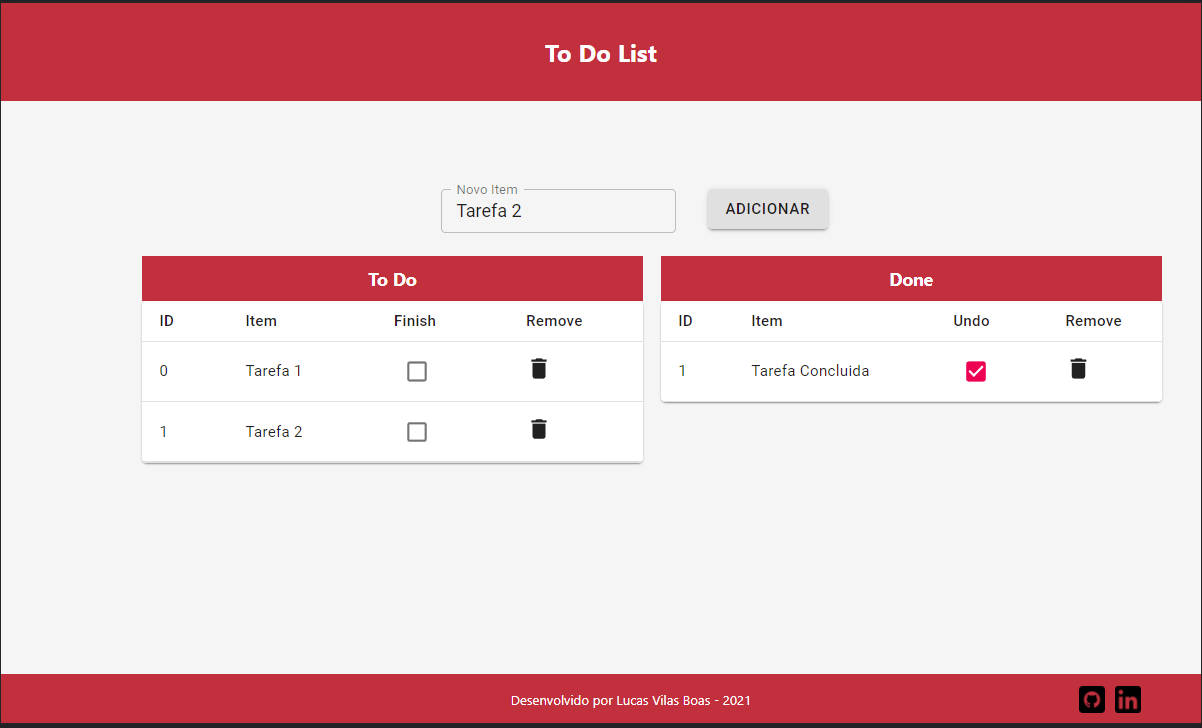 To Do List
Novo Item
Tarefa 2
ADICIONAR
To Do
ID Item Finish Remove
0 Tarefa 1
1 Tarefa 2
Done
ID Item Undo Remove
1 Tarefa Concluida
Desenvolvido por Lucas Vilas Boas - 2021
in